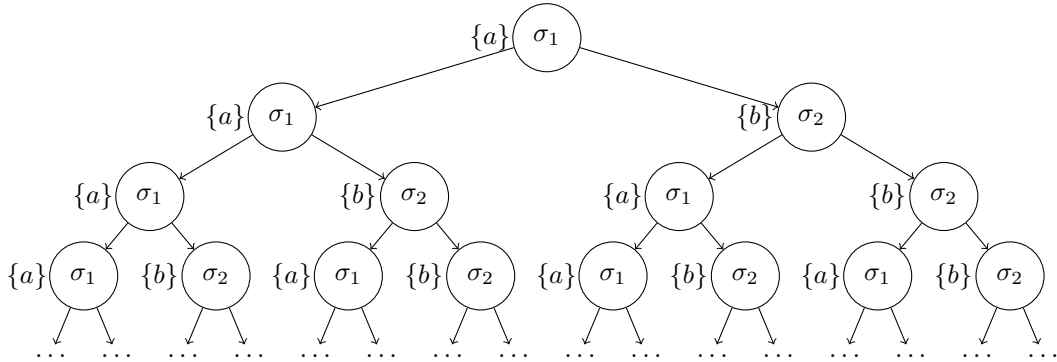 {a} σ₁
{a} σ₁ {b} σ₂
{a} σ₁ {b} σ₂ {a} σ₁ {b} σ₂
{a} σ₁ {b} σ₂ {a} σ₁ {b} σ₂ {a} σ₁ {b} σ₂ {a} σ₁ {b} σ₂
... ... ... ... ... ... ... ... ... ... ... ... ... ... ... ...